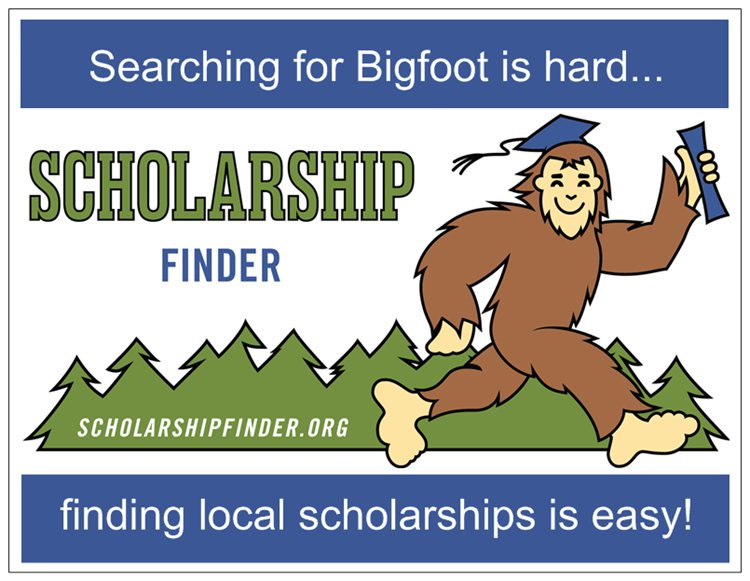 Searching for Bigfoot is hard...
SCHOLARSHIP
FINDER
SCHOLARSHIPFINDER.ORG
finding local scholarships is easy!